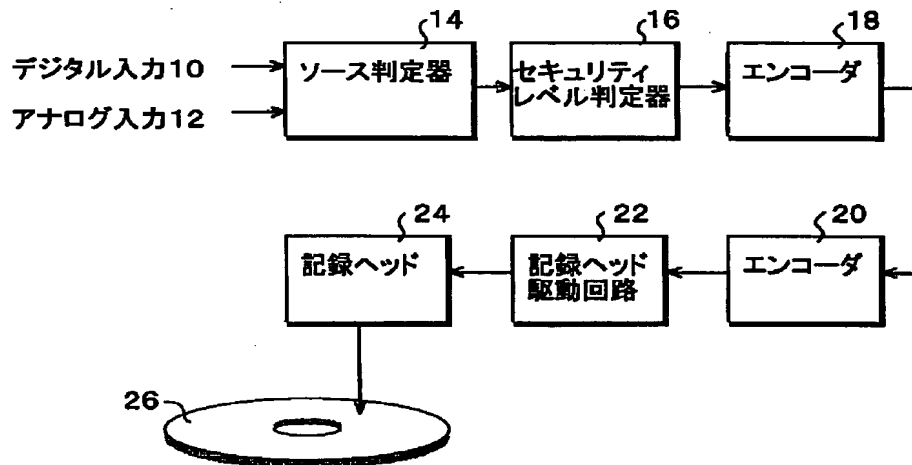 14
16
18
デジタル入力10
アナログ入力12
ソース判定器
セキュリティ
レベル判定器
エンコーダ
24
22
20
記録ヘッド
記録ヘッド
駆動回路
エンコーダ
26